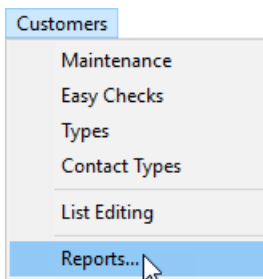 Customers
Maintenance
Easy Checks
Types
Contact Types
List Editing
Reports...